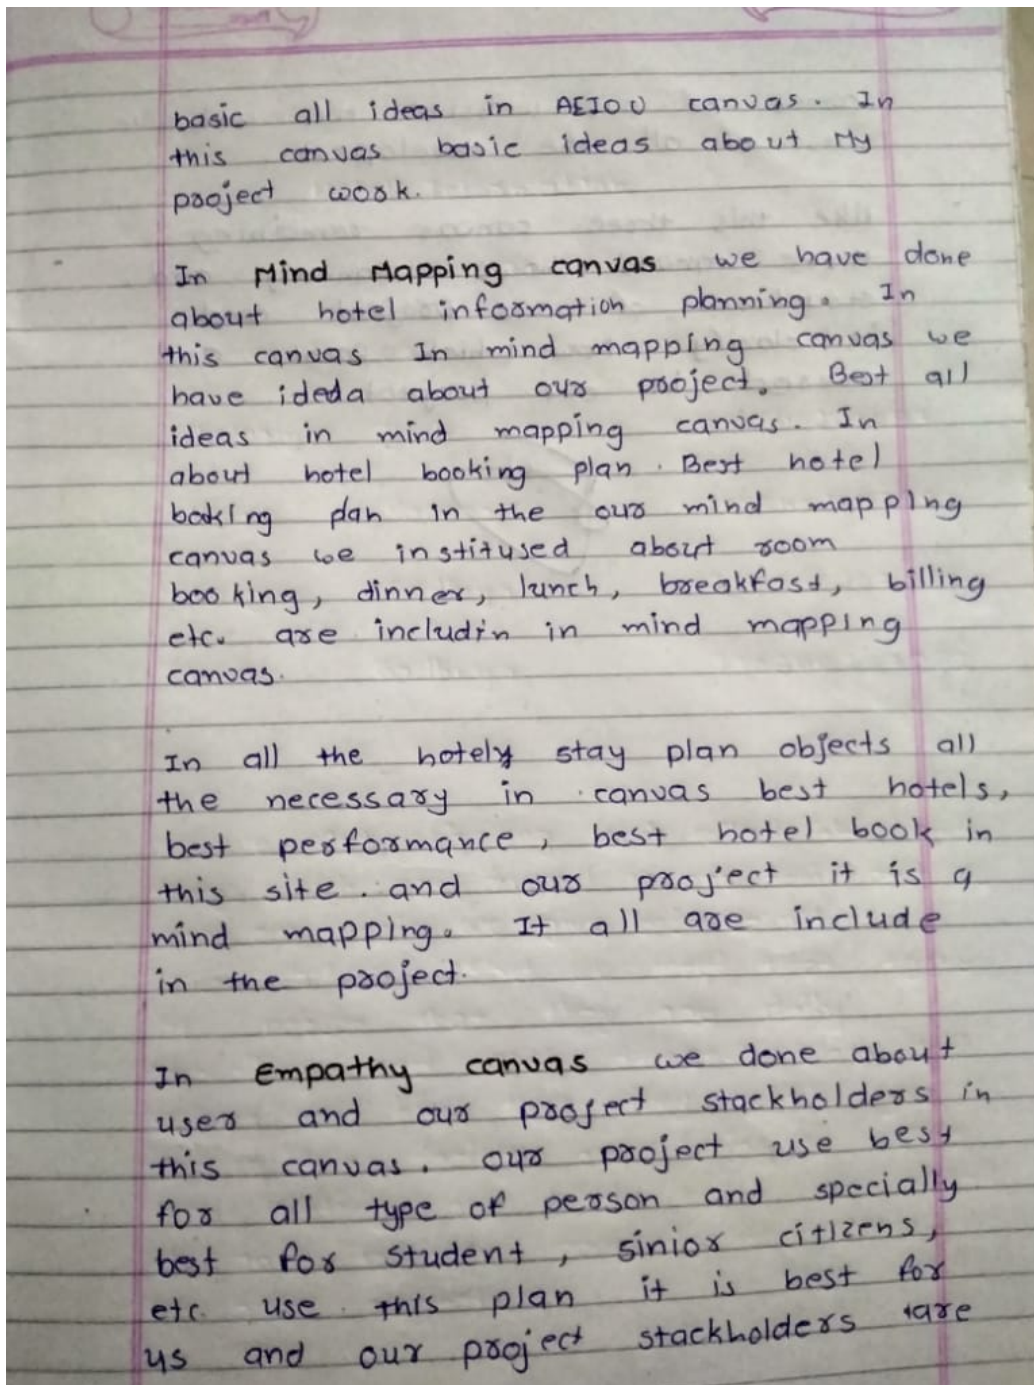 basic all ideas in AEIOU canvas. In
this canvas basic ideas about My
project work.
In Mind Mapping canvas we have done
about hotel information planning. In
this canvas In mind mapping canvas we
have ideda about our project. Best all
ideas in mind mapping canvas. In
about hotel booking plan. Best hotel
booking plan in the our mind mapping
canvas we institused about room
booking, dinner, lunch, breakfast, billing
etc. are includin in mind mapping
canvas.
In all the hotely stay plan objects all
the necessary in canvas best hotels,
best performance, best hotel book in
this site. and our project it is a
mind mapping. It all are include
in the project.
In Empathy canvas we done about
user and our project stackholders in
this canvas. our project use best
for all type of person and specially
best for student, sinior citizens,
etc. use this plan it is best for
us and our project stackholders are